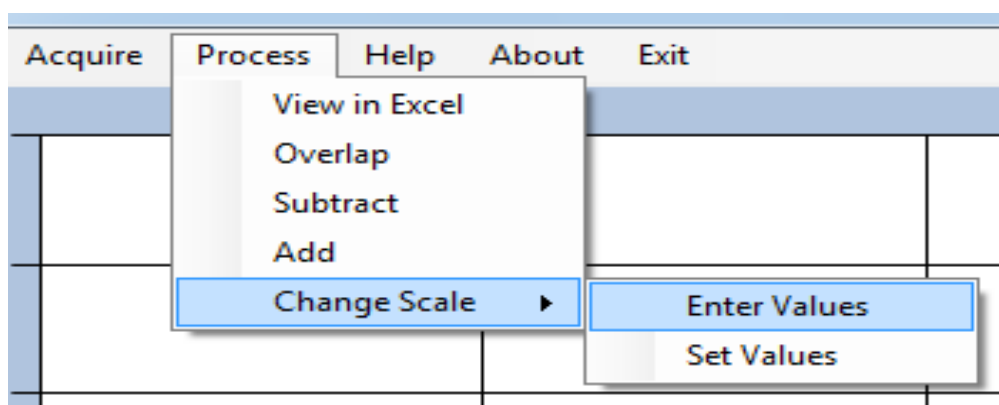 Acquire Process Help About Exit
View in Excel
Overlap
Subtract
Add
Change Scale
Enter Values
Set Values